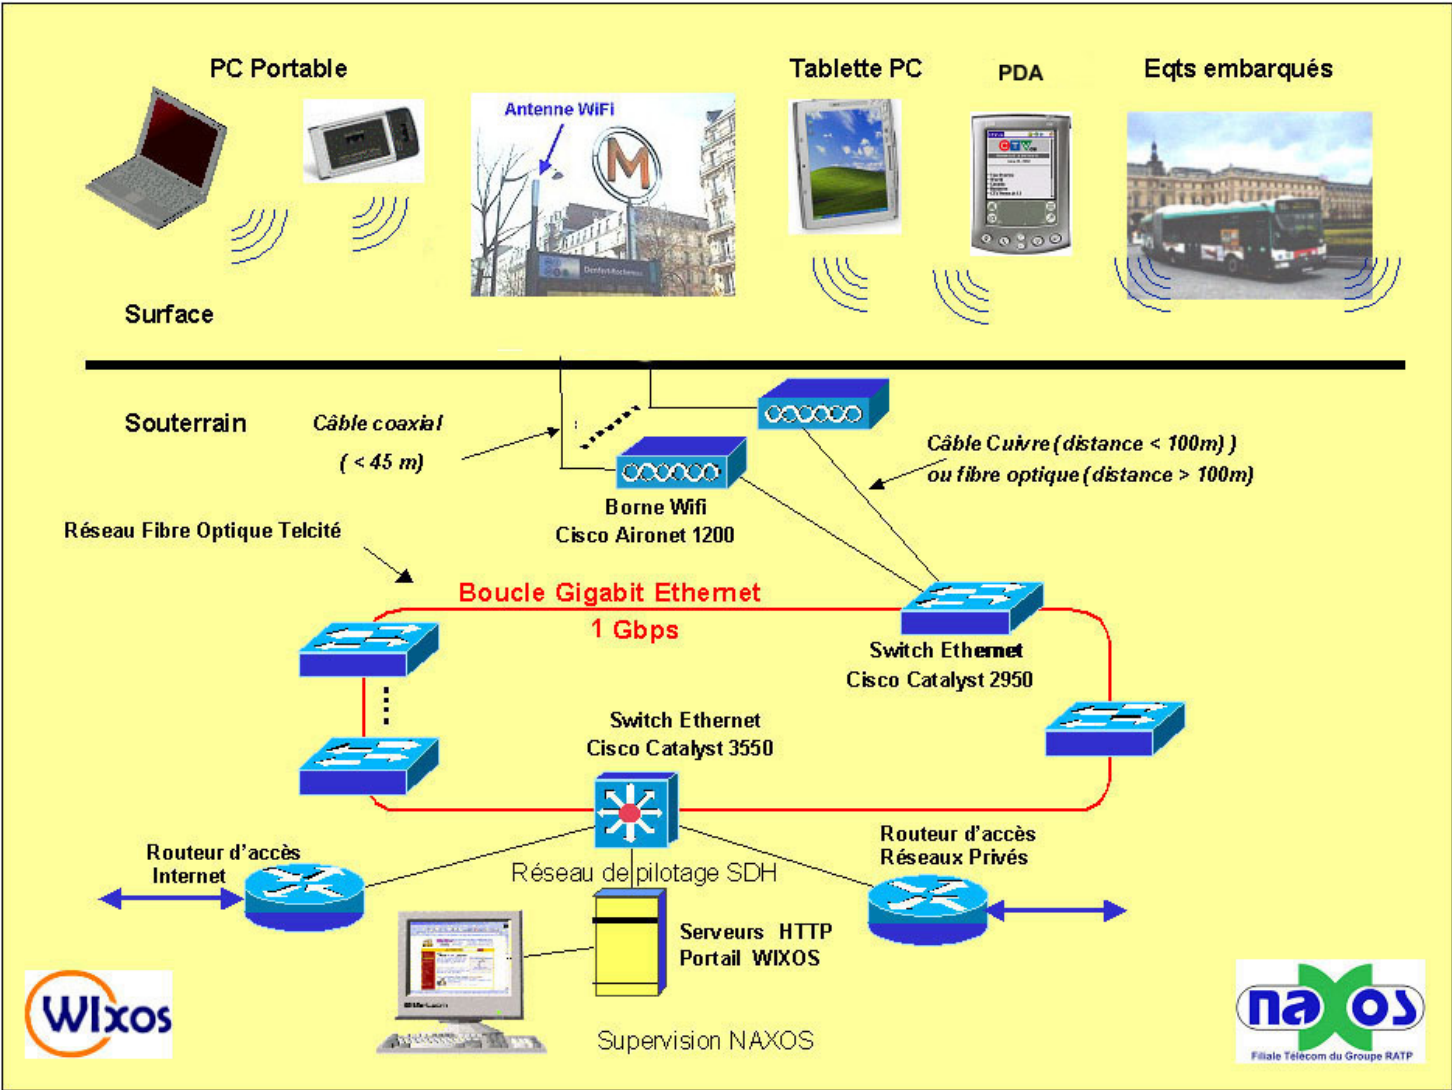 PC Portable
Tablette PC
PDA
Eqts embarqués
Antenne WiFi
M
Surface
Souterrain
Câble coaxial
( < 45 m)
Câble Cuivre (distance < 100m) )
ou fibre optique (distance > 100m)
Borne Wifi
Cisco Aironet 1200
Réseau Fibre Optique Telcité
Boucle Gigabit Ethernet
1 Gbps
Switch Ethernet
Cisco Catalyst 2950
Switch Ethernet
Cisco Catalyst 3550
Routeur d'accès
Internet
Routeur d'accès
Réseaux Privés
Réseau de pilotage SDH
Serveurs HTTP
Portail WIXOS
Supervision NAXOS
WIxos
naxos
Filiale Télécom du Groupe RATP